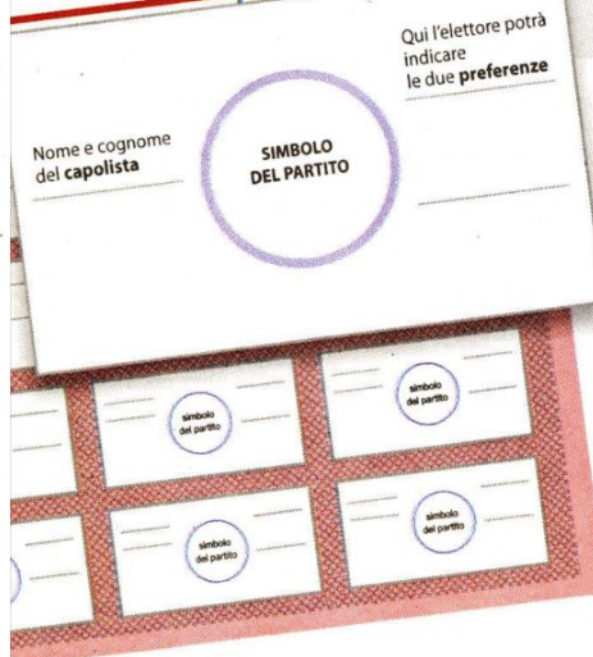 Nome e cognome
del capolista
SIMBOLO
DEL PARTITO
Qui l'elettore potrà
indicare
le due preferenze
simbolo
del partito
simbolo
del partito
simbolo
del partito
simbolo
del partito